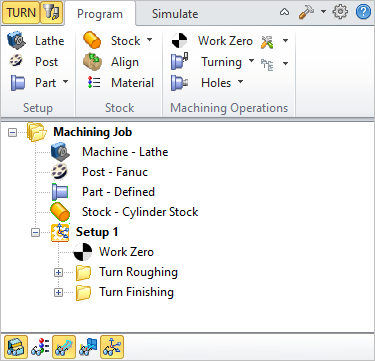 TURN Program Simulate
Lathe Stock Work Zero
Post Align Turning
Part Material Holes
Setup Stock Machining Operations
Machining Job
Machine - Lathe
Post - Fanuc
Part - Defined
Stock - Cylinder Stock
Setup 1
Work Zero
Turn Roughing
Turn Finishing